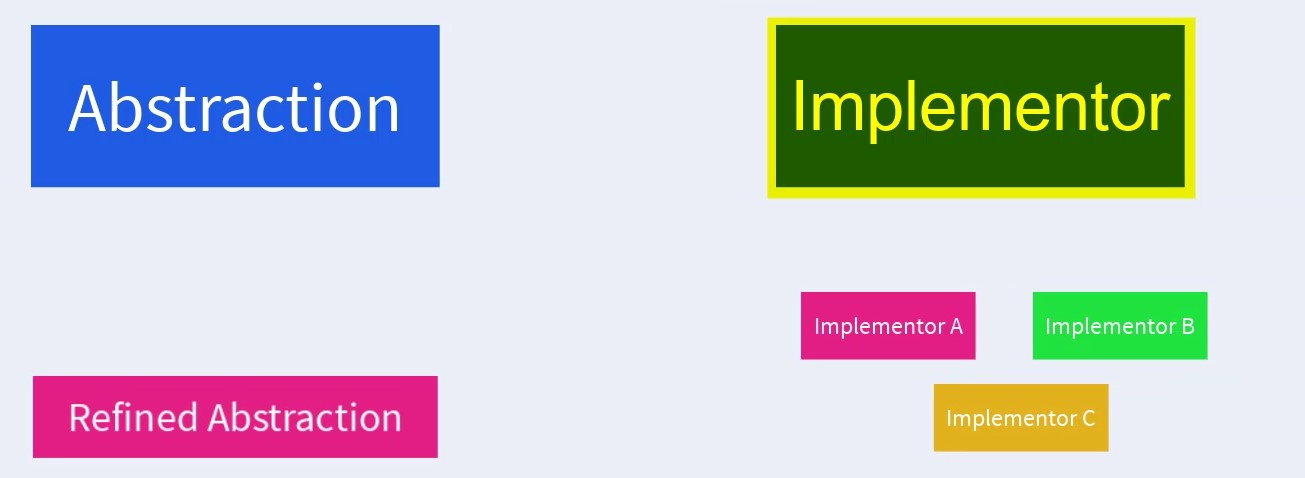 Abstraction
Implementor
Implementor A
Implementor B
Refined Abstraction
Implementor C